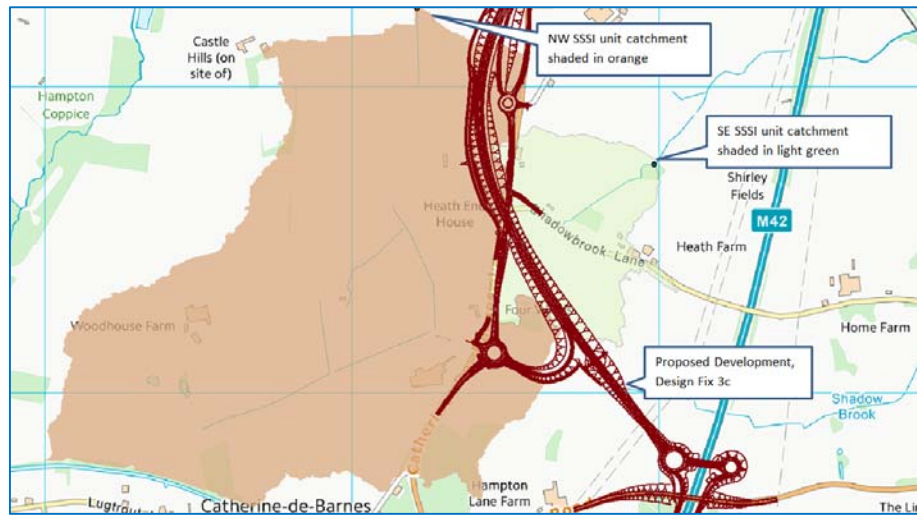 NW SSSI unit catchment
shaded in orange
Castle
Hills (on
site of)
Hampton
Coppice
SE SSSI unit catchment
shaded in light green
Shirley
Fields
M42
Heath End
House
Shadowbrook Lane
Heath Farm
Four
Woodhouse Farm
Home Farm
Proposed Development,
Design Fix 3c
Shadow
Brook
Hampton
Lane Farm
Catherine-de-Barnes